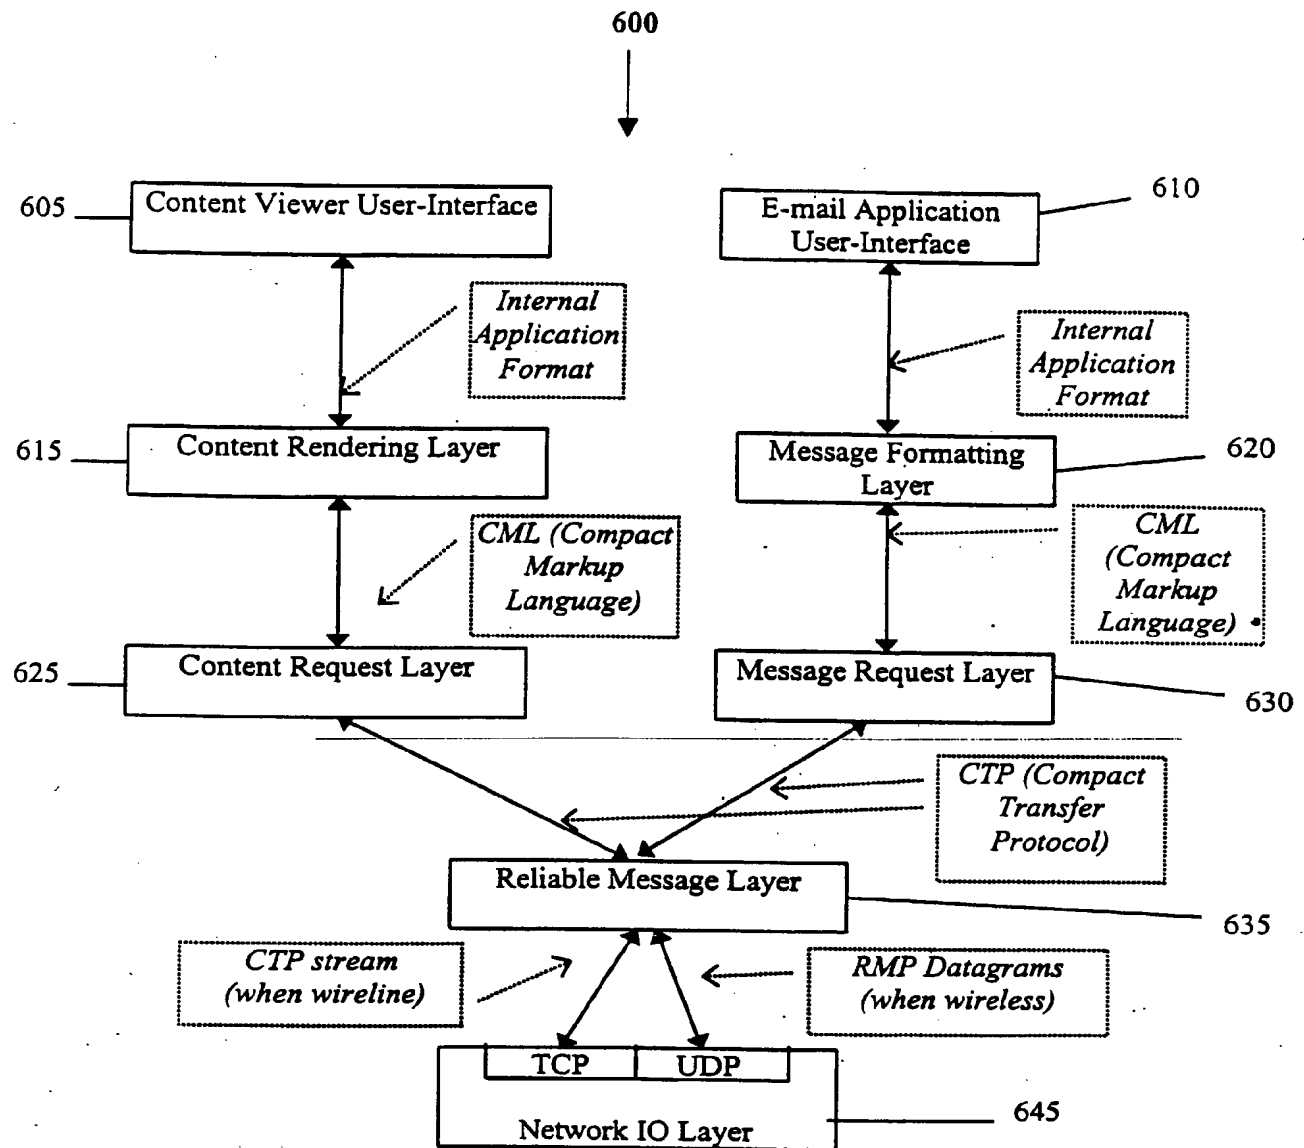 600
605
Content Viewer User-Interface
E-mail Application
User-Interface
610
Internal
Application
Format
Internal
Application
Format
615
Content Rendering Layer
Message Formatting
Layer
620
CML (Compact
Markup
Language)
CML
(Compact
Markup
Language)
625
Content Request Layer
Message Request Layer
630
CTP (Compact
Transfer
Protocol)
Reliable Message Layer
635
CTP stream
(when wireline)
RMP Datagrams
(when wireless)
TCP
UDP
Network IO Layer
645